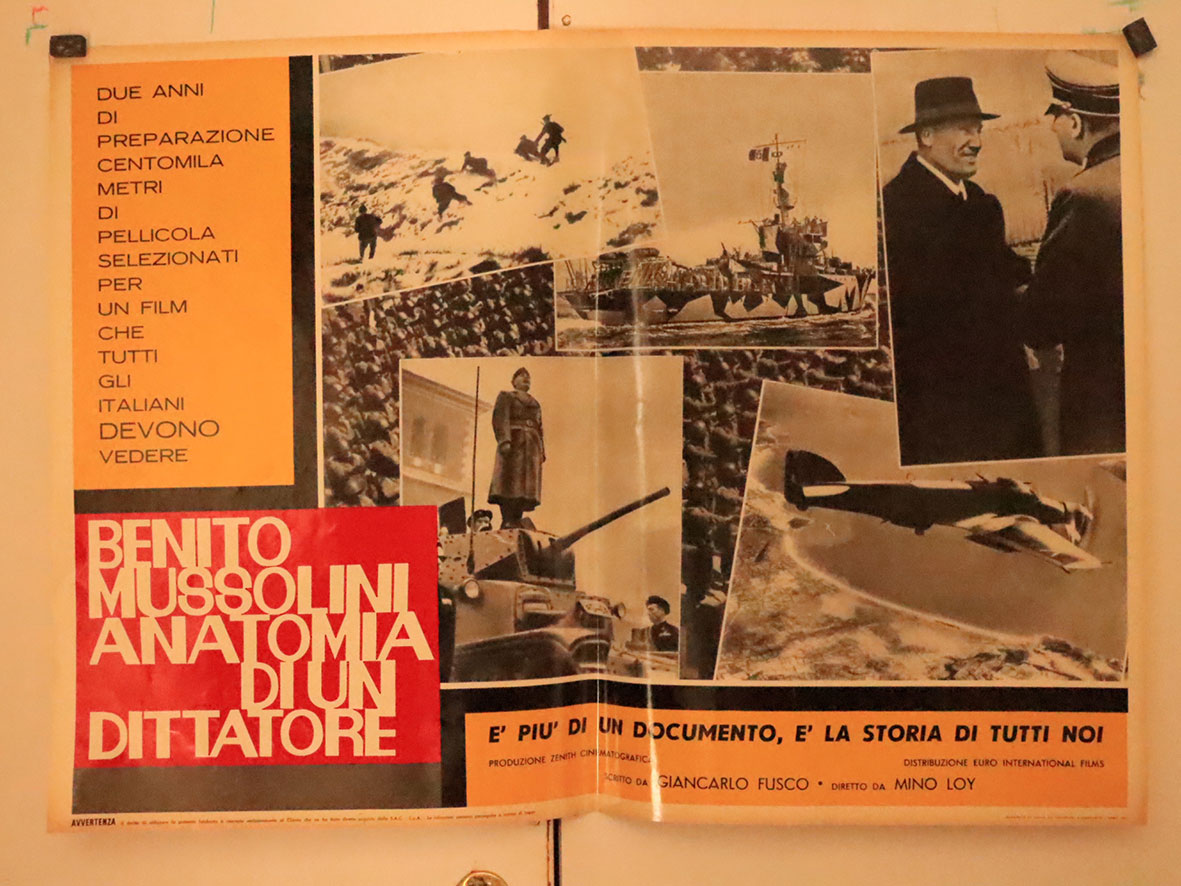 DUE ANNI
DI
PREPARAZIONE
CENTOMILA
METRI
DI
PELLICOLA
SELEZIONATI
PER
UN FILM
CHE
TUTTI
GLI
ITALIANI
DEVONO
VEDERE
BENITO
MUSSOLINI
ANATOMIA
DI UN
DITTATORE
E' PIU' DI UN DOCUMENTO, E' LA STORIA DI TUTTI NOI
PRODUZIONE ZENITH CINEMATOGRAFICA
DISTRIBUZIONE EURO INTERNATIONAL FILMS
SCRITTO DA GIANCARLO FUSCO • DIRETTO DA MINO LOY
AVVERTENZA